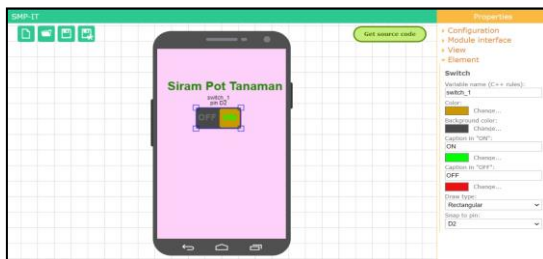 SMP-IT
Get source code
Siram Pot Tanaman
switch_1
pin D2
OFF
ON
Properties
Configuration
Module interface
View
Element
Switch
Variable name (C++ rules):
switch_1
Color:
Change...
Background color:
Change...
Caption in "ON":
ON
Change...
Caption in "OFF":
OFF
Change...
Draw type:
Rectangular
Snap to pin:
D2